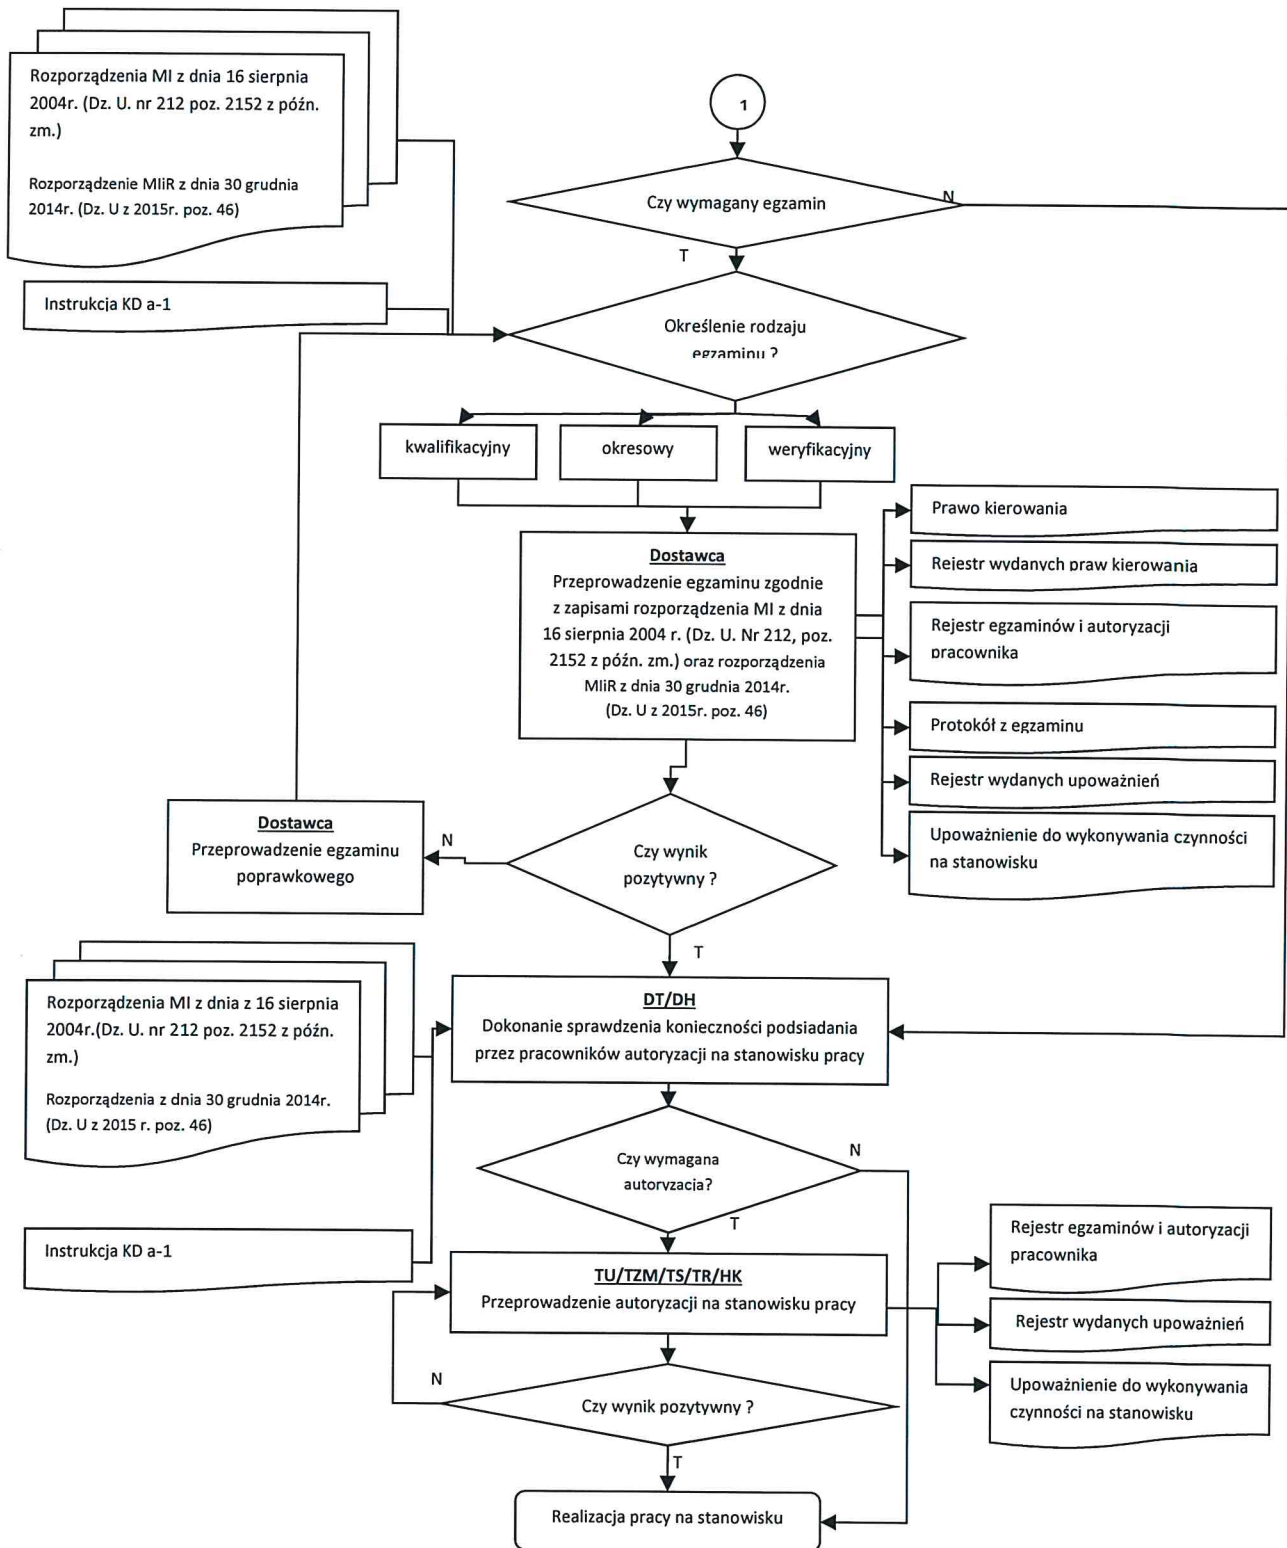 Rozporządzenia MI z dnia 16 sierpnia
2004r. (Dz. U. nr 212 poz. 2152 z późn.
zm.)
Rozporządzenie MIiR z dnia 30 grudnia
2014r. (Dz. U z 2015r. poz. 46)
Instrukcja KD a-1
1
Czy wymagany egzamin
N
T
Określenie rodzaju
egzaminu ?
kwalifikacyjny
okresowy
weryfikacyjny
Dostawca
Przeprowadzenie egzaminu zgodnie
z zapisami rozporządzenia MI z dnia
16 sierpnia 2004 r. (Dz. U. Nr 212, poz.
2152 z późn. zm.) oraz rozporządzenia
MIiR z dnia 30 grudnia 2014r.
(Dz. U z 2015r. poz. 46)
Prawo kierowania
Rejestr wydanych praw kierowania
Rejestr egzaminów i autoryzacji
pracownika
Protokół z egzaminu
Rejestr wydanych upoważnień
Upoważnienie do wykonywania czynności
na stanowisku
Dostawca
Przeprowadzenie egzaminu
poprawkowego
N
Czy wynik
pozytywny ?
T
Rozporządzenia MI z dnia z 16 sierpnia
2004r.(Dz. U. nr 212 poz. 2152 z późn.
zm.)
Rozporządzenia z dnia 30 grudnia 2014r.
(Dz. U z 2015 r. poz. 46)
Instrukcja KD a-1
DT/DH
Dokonanie sprawdzenia konieczności podsiadania
przez pracowników autoryzacji na stanowisku pracy
Czy wymagana
autoryzacja?
N
T
TU/TZM/TS/TR/HK
Przeprowadzenie autoryzacji na stanowisku pracy
Rejestr egzaminów i autoryzacji
pracownika
Rejestr wydanych upoważnień
Upoważnienie do wykonywania
czynności na stanowisku
N
Czy wynik pozytywny ?
T
Realizacja pracy na stanowisku